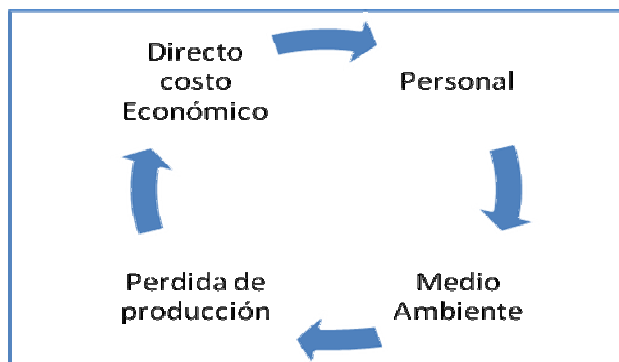 Directo
costo
Económico
Personal
Medio
Ambiente
Perdida de
producción